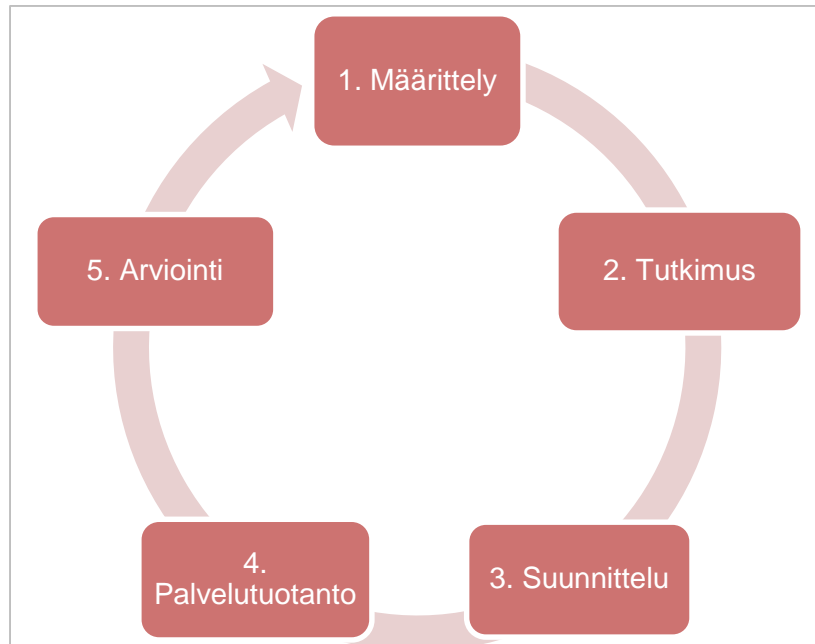 1. Määrittely
2. Tutkimus
3. Suunnittelu
4.
Palvelutuotanto
5. Arviointi